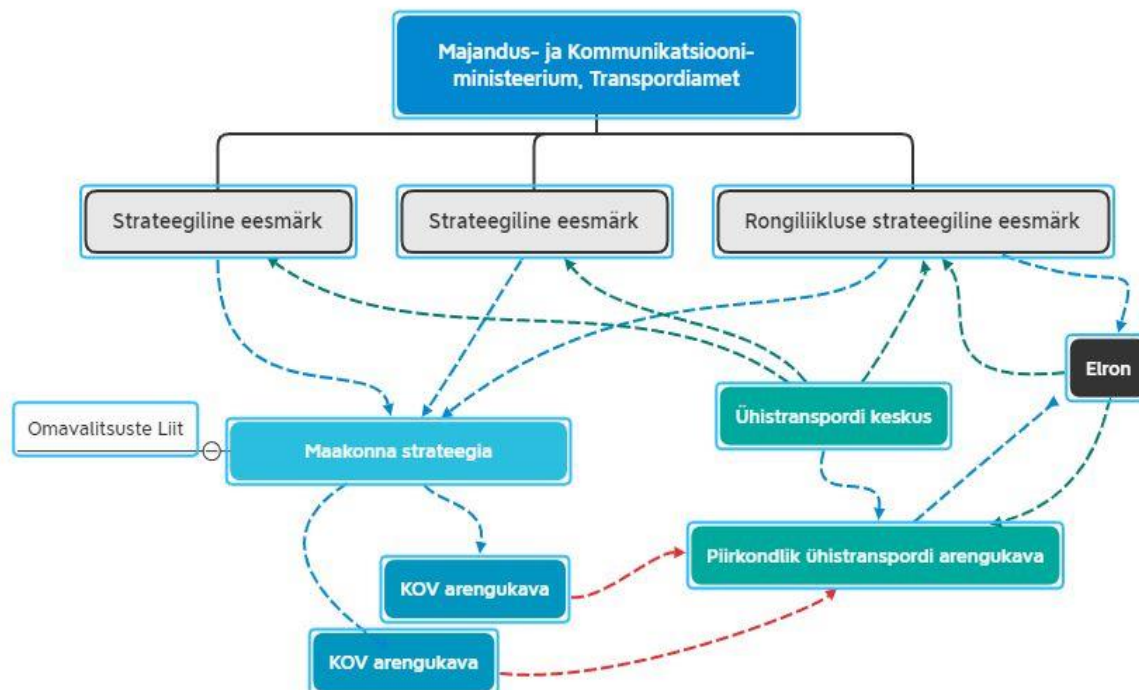 Majandus- ja Kommunikatsiooni-
ministeerium, Transpordiamet
Strateegiline eesmärk
Strateegiline eesmärk
Rongiliikluse strateegiline eesmärk
Elron
Ühistranspordi keskus
Omavalitsuste Liit
Maakonna strateegia
Piirkondlik ühistranspordi arengukava
KOV arengukava
KOV arengukava